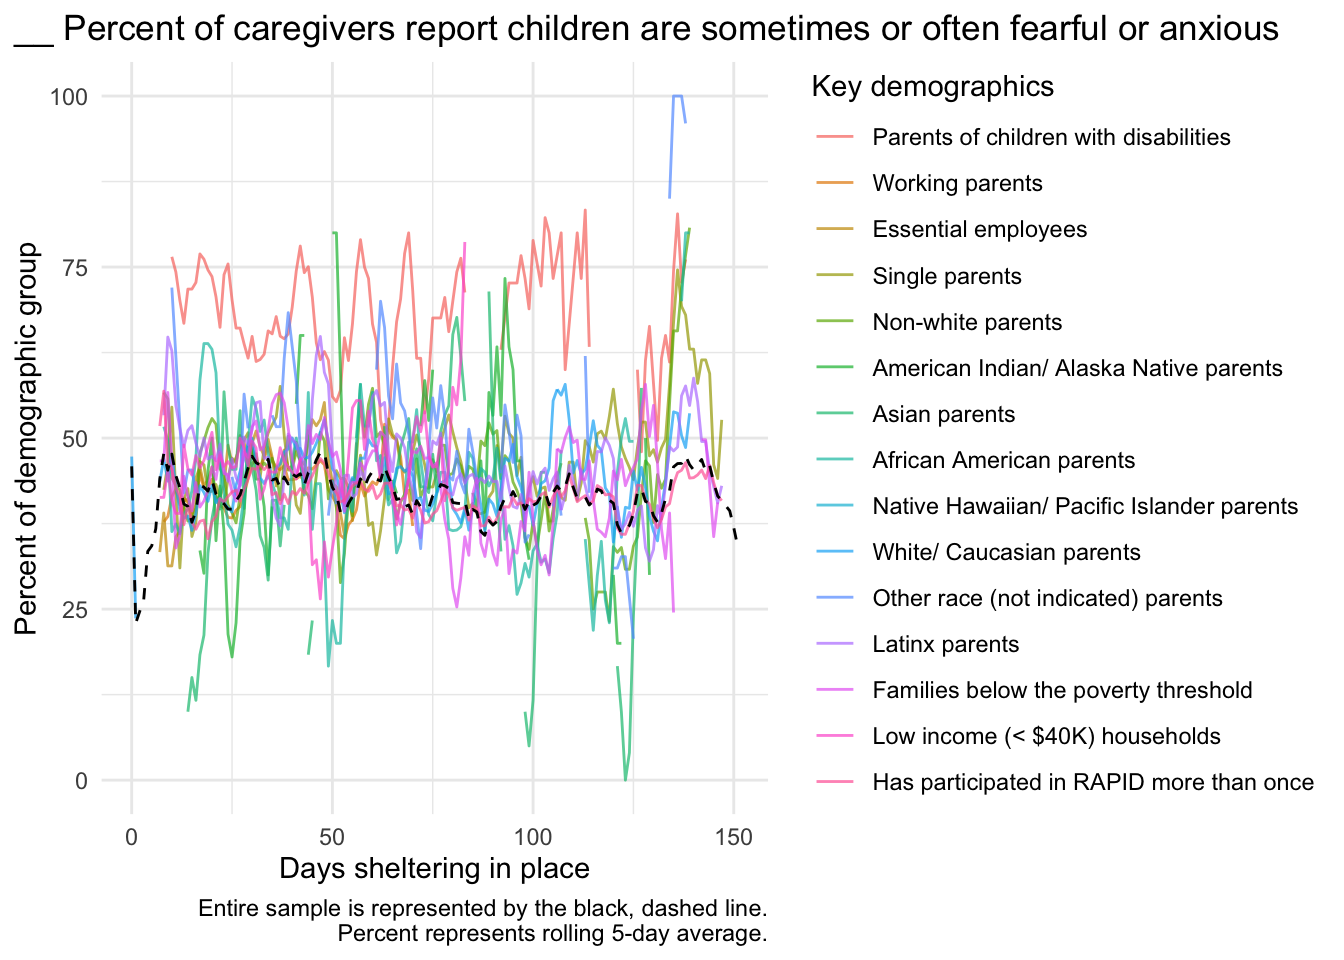 __ Percent of caregivers report children are sometimes or often fearful or anxious
Key demographics
Parents of children with disabilities
Working parents
Essential employees
Single parents
Non-white parents
American Indian/ Alaska Native parents
Asian parents
African American parents
Native Hawaiian/ Pacific Islander parents
White/ Caucasian parents
Other race (not indicated) parents
Latinx parents
Families below the poverty threshold
Low income (< $40K) households
Has participated in RAPID more than once
Percent of demographic group
100
75
50
25
0
0 50 100 150
Days sheltering in place
Entire sample is represented by the black, dashed line.
Percent represents rolling 5-day average.